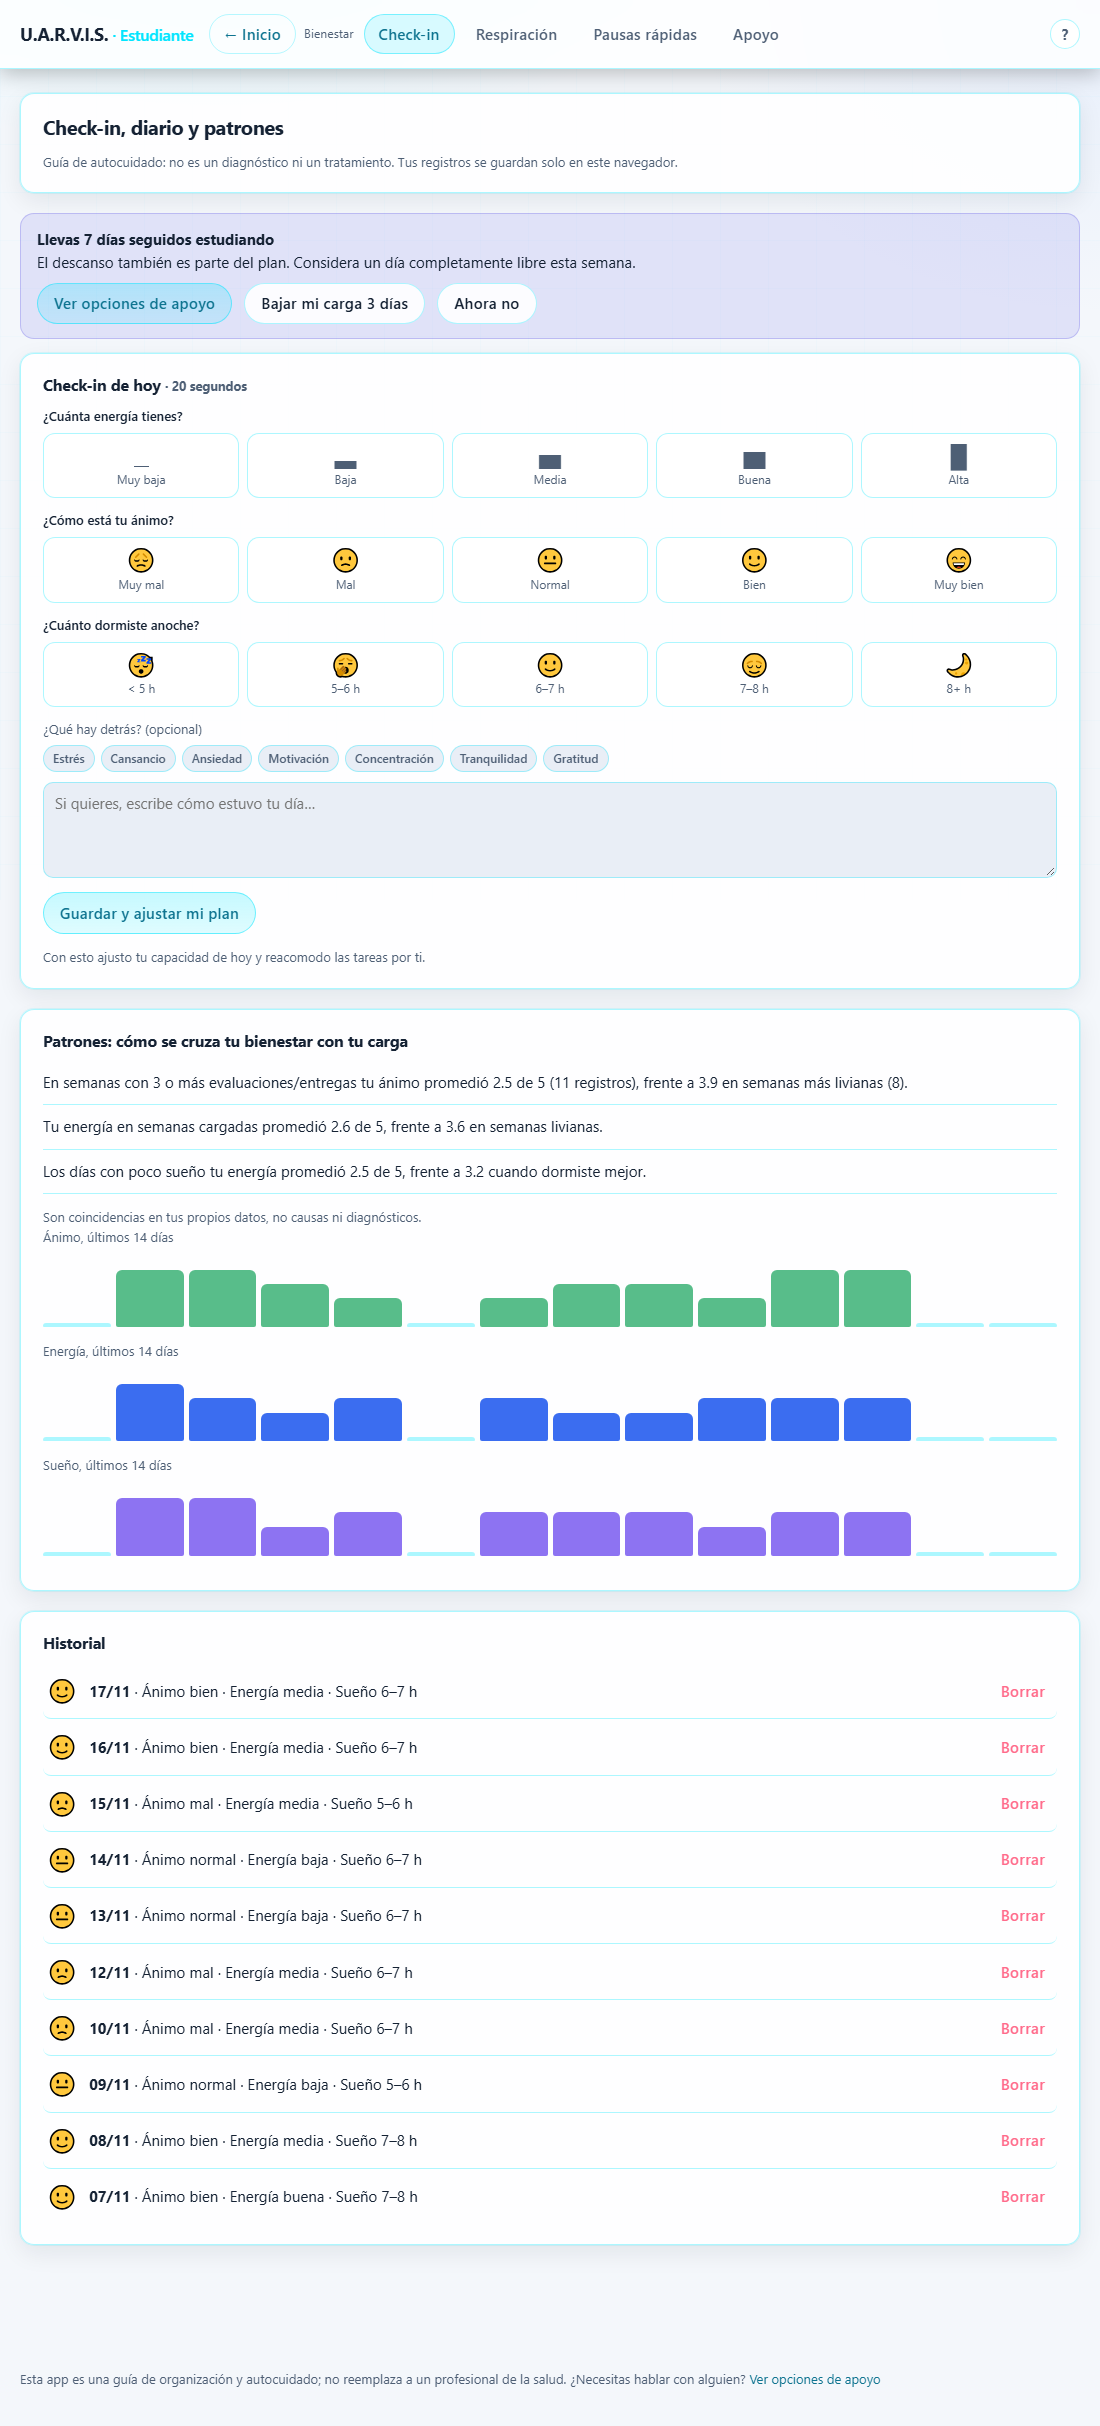 U.A.R.V.I.S. · Estudiante
← Inicio
Bienestar
Check-in
Respiración
Pausas rápidas
Apoyo
?
Check-in, diario y patrones
Guía de autocuidado: no es un diagnóstico ni un tratamiento. Tus registros se guardan solo en este navegador.
Llevas 7 días seguidos estudiando
El descanso también es parte del plan. Considera un día completamente libre esta semana.
Ver opciones de apoyo
Bajar mi carga 3 días
Ahora no
Check-in de hoy · 20 segundos
¿Cuánta energía tienes?
Muy baja
Baja
Media
Buena
Alta
¿Cómo está tu ánimo?
Muy mal
Mal
Normal
Bien
Muy bien
¿Cuánto dormiste anoche?
< 5 h
5–6 h
6–7 h
7–8 h
8+ h
¿Qué hay detrás? (opcional)
Estrés
Cansancio
Ansiedad
Motivación
Concentración
Tranquilidad
Gratitud
Si quieres, escribe cómo estuvo tu día...
Guardar y ajustar mi plan
Con esto ajusto tu capacidad de hoy y reacomodo las tareas por ti.
Patrones: cómo se cruza tu bienestar con tu carga
En semanas con 3 o más evaluaciones/entregas tu ánimo promedió 2.5 de 5 (11 registros), frente a 3.9 en semanas más livianas (8).
Tu energía en semanas cargadas promedió 2.6 de 5, frente a 3.6 en semanas livianas.
Los días con poco sueño tu energía promedió 2.5 de 5, frente a 3.2 cuando dormiste mejor.
Son coincidencias en tus propios datos, no causas ni diagnósticos.
Ánimo, últimos 14 días
Energía, últimos 14 días
Sueño, últimos 14 días
Historial
17/11 · Ánimo bien · Energía media · Sueño 6–7 h Borrar
16/11 · Ánimo bien · Energía media · Sueño 6–7 h Borrar
15/11 · Ánimo mal · Energía media · Sueño 5–6 h Borrar
14/11 · Ánimo normal · Energía baja · Sueño 6–7 h Borrar
13/11 · Ánimo normal · Energía baja · Sueño 6–7 h Borrar
12/11 · Ánimo mal · Energía media · Sueño 6–7 h Borrar
10/11 · Ánimo mal · Energía media · Sueño 6–7 h Borrar
09/11 · Ánimo normal · Energía baja · Sueño 5–6 h Borrar
08/11 · Ánimo bien · Energía media · Sueño 7–8 h Borrar
07/11 · Ánimo bien · Energía buena · Sueño 7–8 h Borrar
Esta app es una guía de organización y autocuidado; no reemplaza a un profesional de la salud. ¿Necesitas hablar con alguien? Ver opciones de apoyo